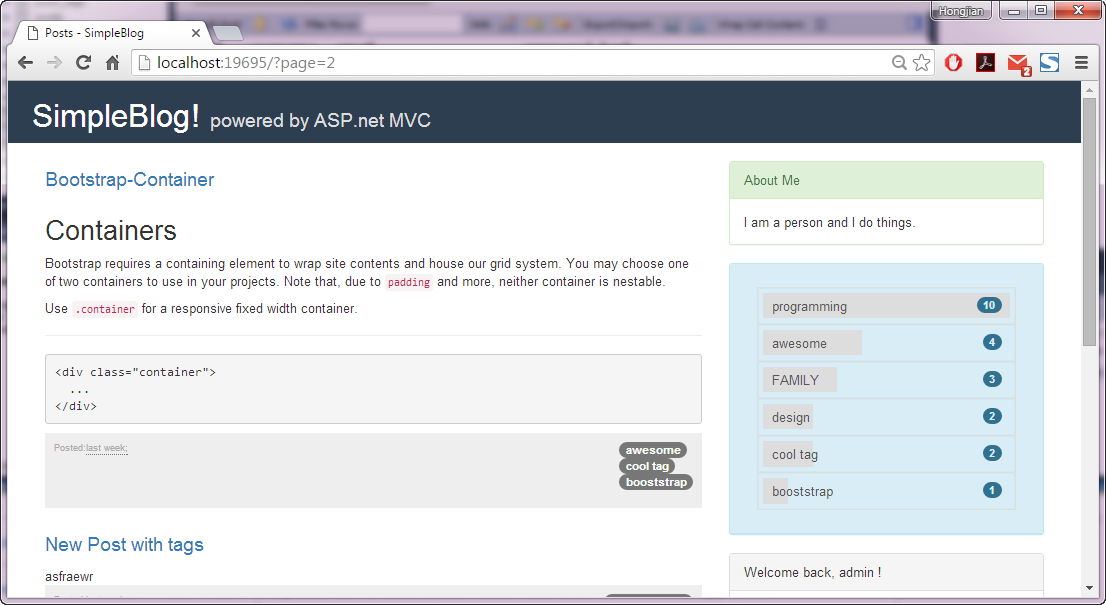 Hongjian
Posts - SimpleBlog
localhost:19695/?page=2
2
SimpleBlog! powered by ASP.net MVC
Bootstrap-Container
Containers
Bootstrap requires a containing element to wrap site contents and house our grid system. You may choose one
of two containers to use in your projects. Note that, due to padding and more, neither container is nestable.
Use .container for a responsive fixed width container.
<div class="container">
...
</div>
Posted:last week;
awesome
cool tag
booststrap
New Post with tags
asfraewr
About Me
I am a person and I do things.
programming 10
awesome 4
FAMILY 3
design 2
cool tag 2
booststrap 1
Welcome back, admin !